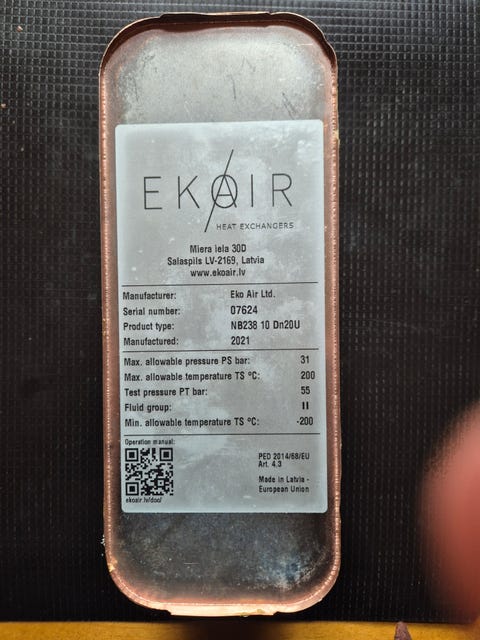 EKAIR
HEAT EXCHANGERS
Miera iela 30D
Salaspils LV-2169, Latvia
www.ekoair.lv
Manufacturer: Eko Air Ltd.
Serial number: 07624
Product type: NB238 10 Dn20U
Manufactured: 2021
Max. allowable pressure PS bar: 31
Max. allowable temperature TS ºC: 200
Test pressure PT bar: 55
Fluid group: II
Min. allowable temperature TS ºC: -200
Operation manual:
ekoair.lv/doc/
PED 2014/68/EU
Art. 4.3
Made in Latvia -
European Union